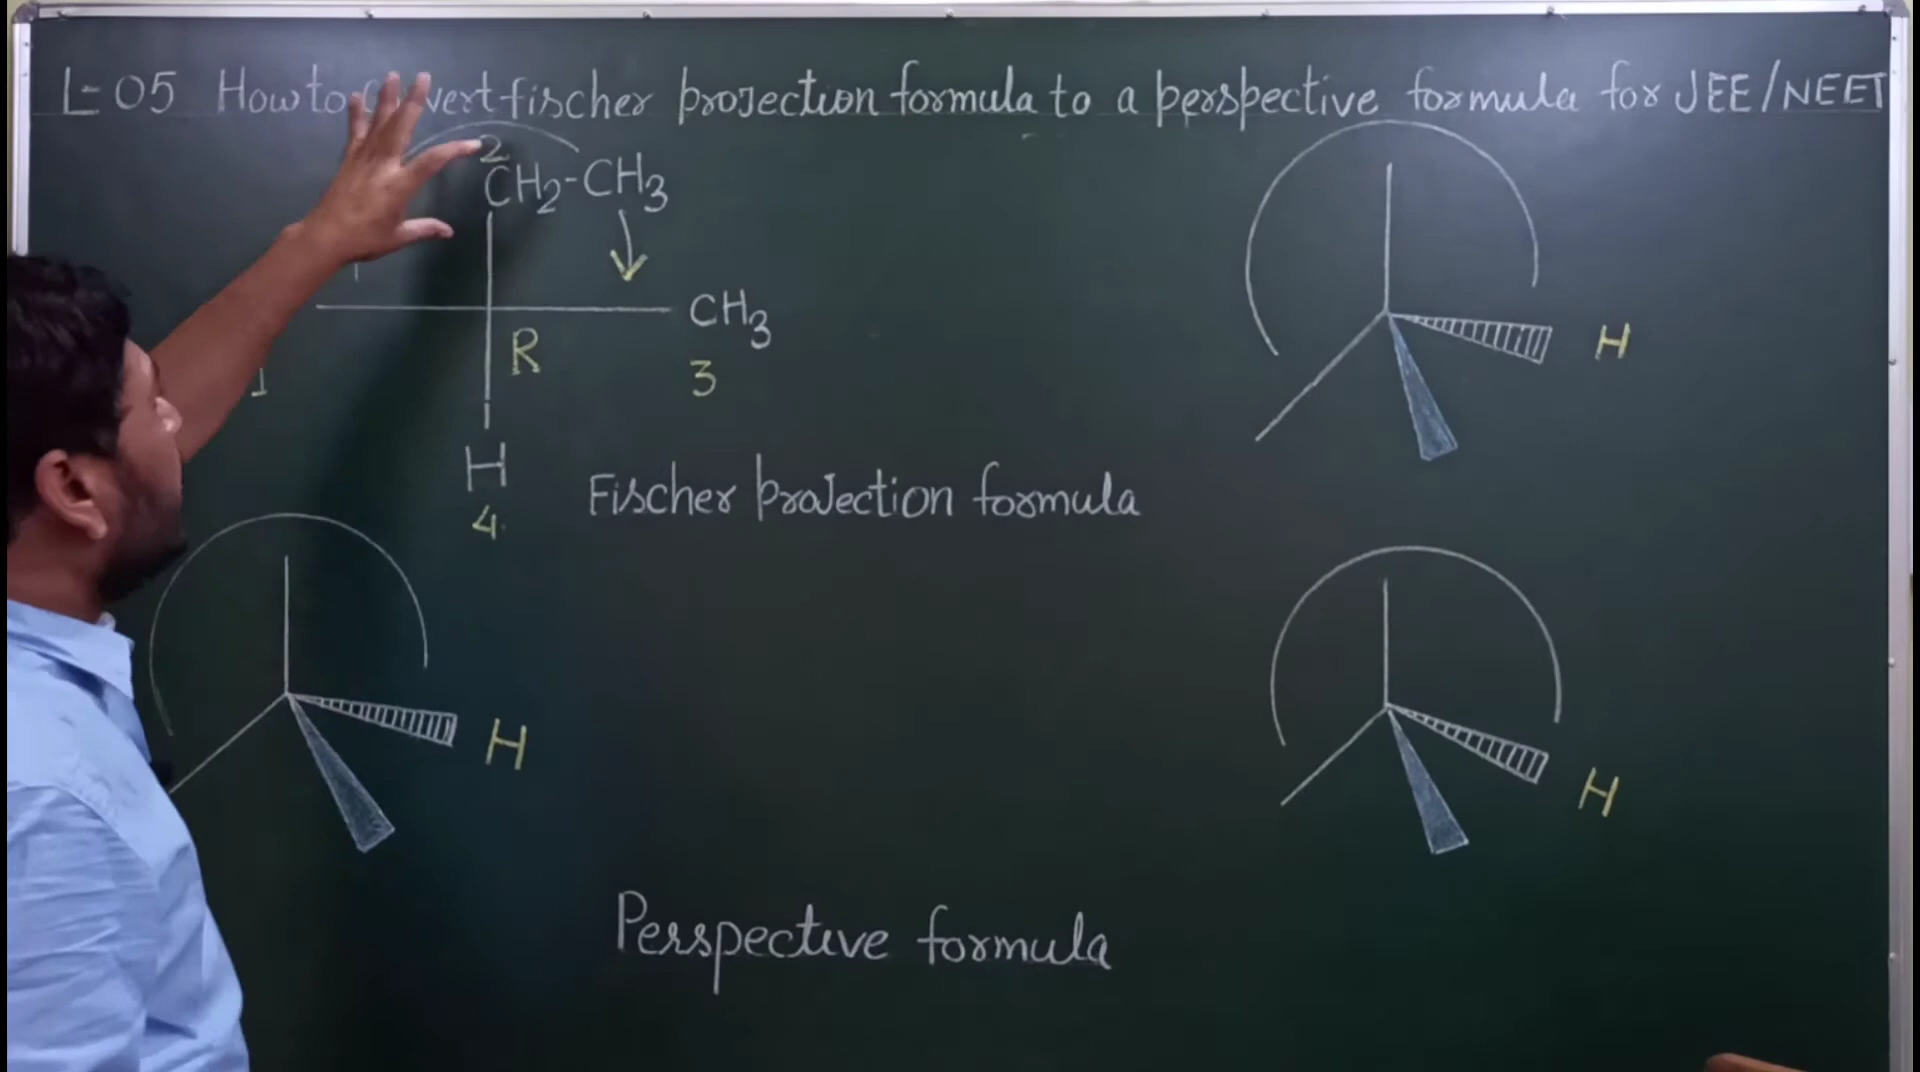 L-05 How to vert fischer projection formula to a perspective formula for JEE/NEET
2
CH2-CH3
CH3
R
1
3
H
4.
Fischer projection formula
H
H
H
Perspective formula